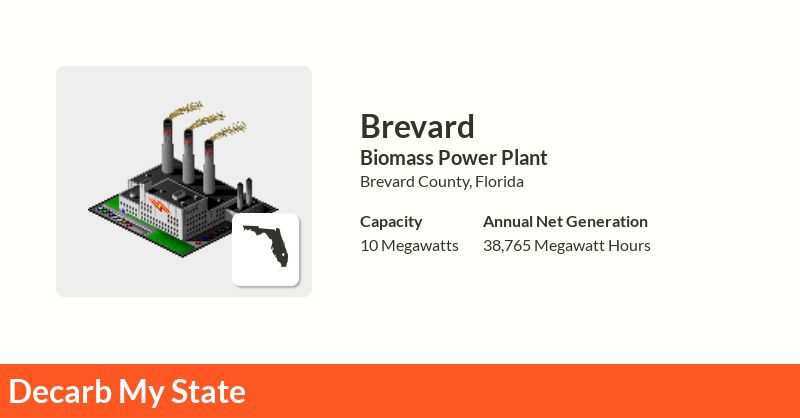 Brevard
Biomass Power Plant
Brevard County, Florida
Capacity
Annual Net Generation
10 Megawatts
38,765 Megawatt Hours
Decarb My State